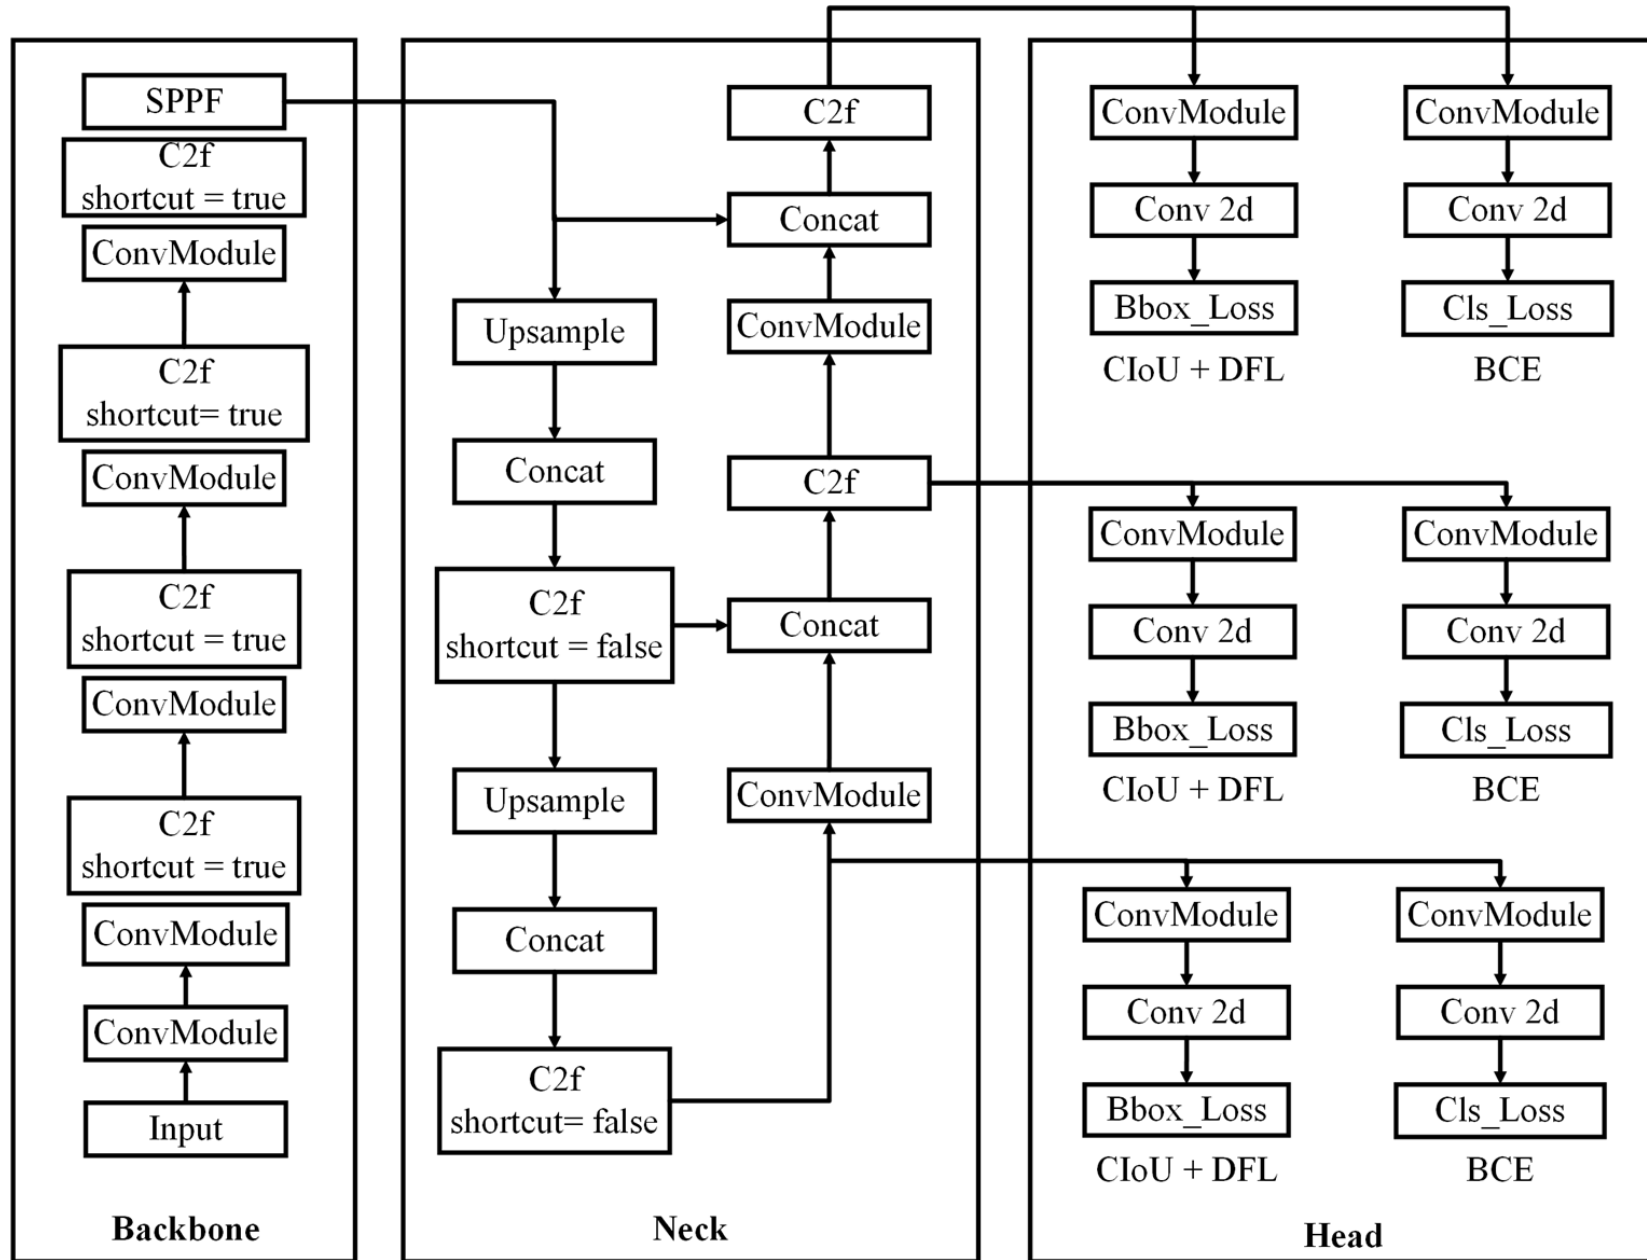 SPPF
C2f
shortcut = true
ConvModule
C2f
shortcut= true
ConvModule
C2f
shortcut = true
ConvModule
C2f
shortcut = true
ConvModule
ConvModule
Input
Backbone
Upsample
Concat
C2f
shortcut = false
Upsample
Concat
C2f
shortcut= false
C2f
Concat
ConvModule
C2f
Concat
ConvModule
Neck
ConvModule
Conv 2d
Bbox_Loss
CIoU + DFL
ConvModule
Conv 2d
Cls_Loss
BCE
ConvModule
Conv 2d
Bbox_Loss
CIoU + DFL
ConvModule
Conv 2d
Cls_Loss
BCE
ConvModule
Conv 2d
Bbox_Loss
CIoU + DFL
ConvModule
Conv 2d
Cls_Loss
BCE
Head